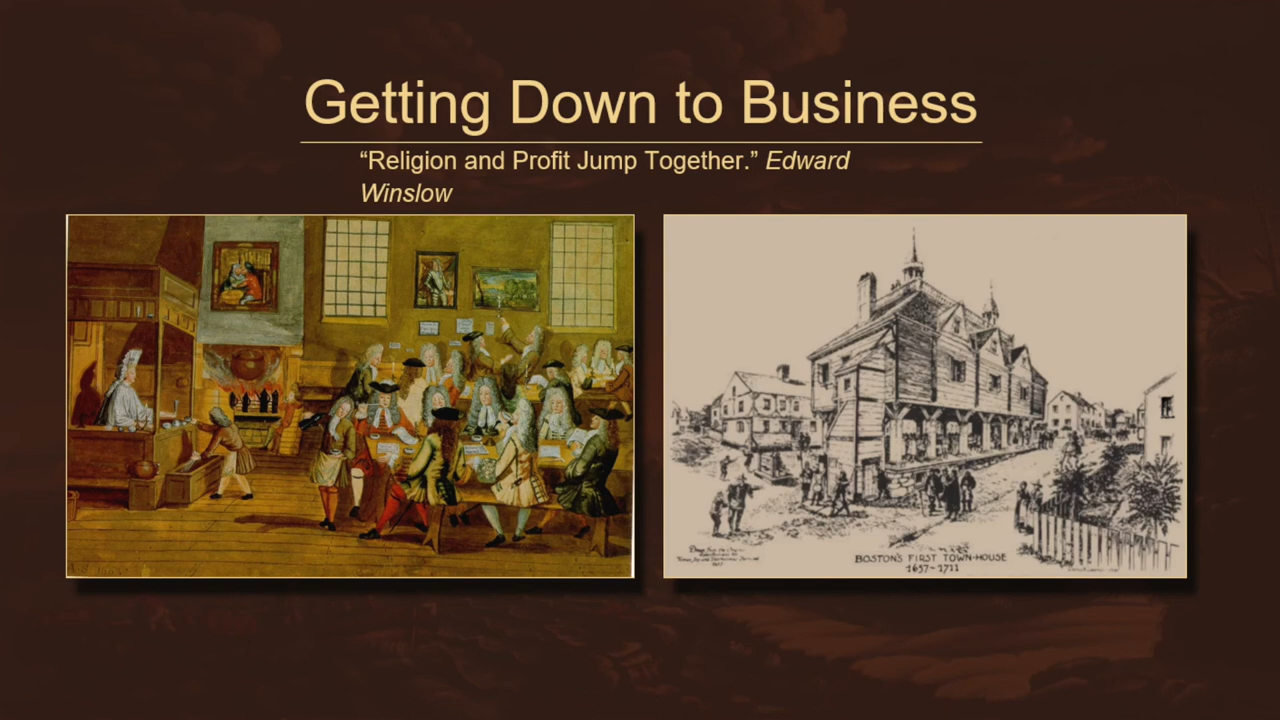 Getting Down to Business
“Religion and Profit Jump Together.” Edward
Winslow
BOSTON'S FIRST TOWN-HOUSE
1657-1711